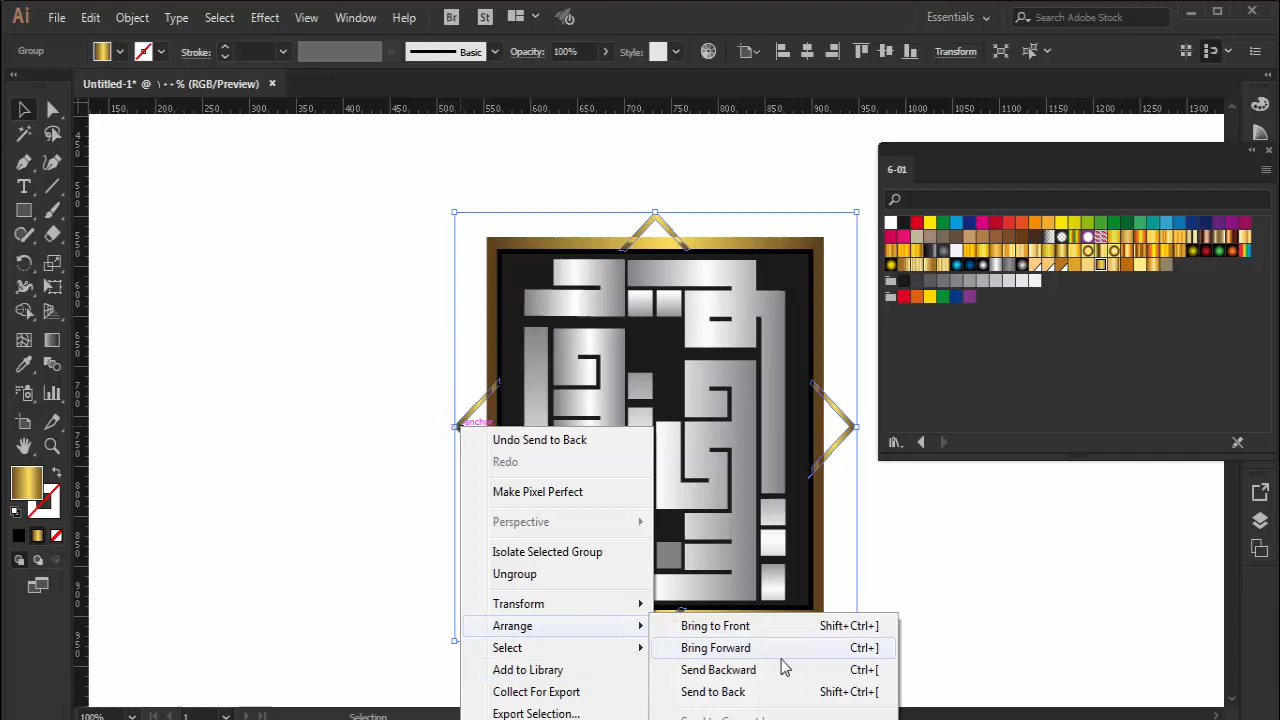 Ai File Edit Object Type Select Effect View Window Help Br St Essentials Search Adobe Stock
Group Stroke: Basic Opacity: 100% Style: Transform
Untitled-1* @ ١٠٠% (RGB/Preview) ×
150 200 250 300 350 400 450 500 550 600 650 700 750 800 850 900 950 1000 1050 1100 1150 1200 1250 1300
6-01
anchor
Undo Send to Back
Redo
Make Pixel Perfect
Perspective
Isolate Selected Group
Ungroup
Transform
Arrange
Select
Add to Library
Collect For Export
Export Selection...
Bring to Front Shift+Ctrl+]
Bring Forward Ctrl+]
Send Backward Ctrl+[
Send to Back Shift+Ctrl+[
100% 1 Selection